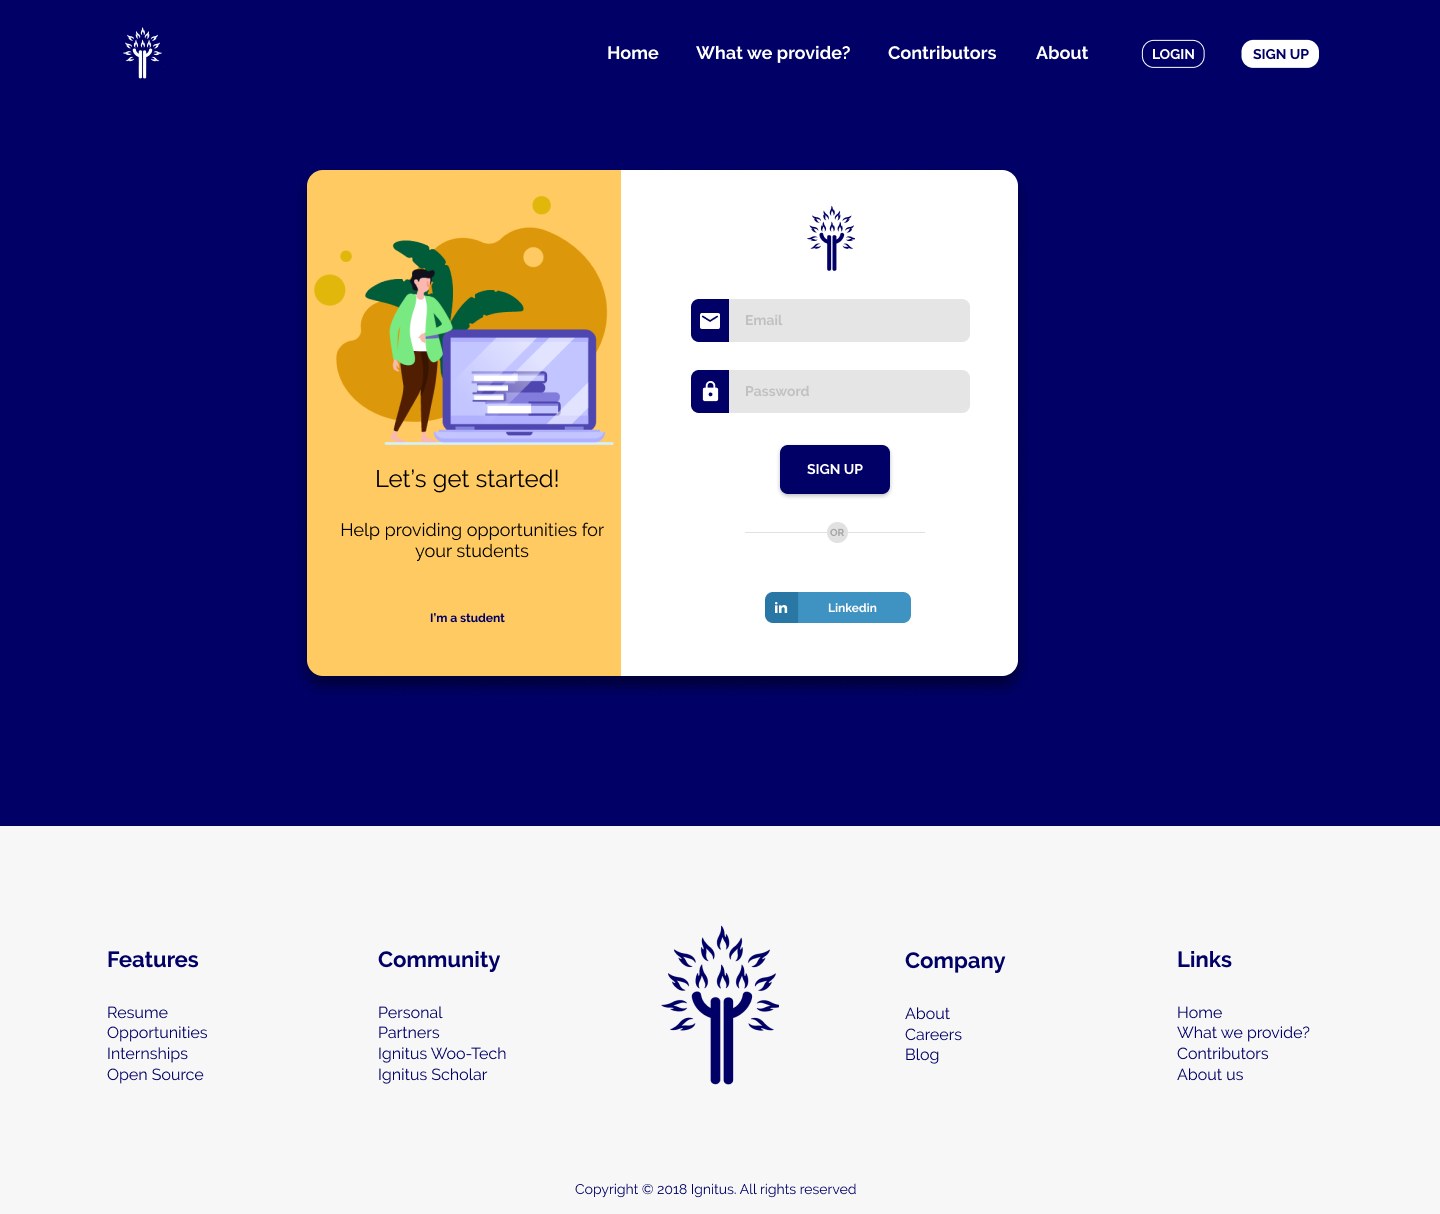 Home What we provide? Contributors About LOGIN SIGN UP
Let's get started!
Help providing opportunities for
your students
I'm a student
Email
Password
SIGN UP
OR
in Linkedin
Features
Resume
Opportunities
Internships
Open Source
Community
Personal
Partners
Ignitus Woo-Tech
Ignitus Scholar
Company
About
Careers
Blog
Links
Home
What we provide?
Contributors
About us
Copyright © 2018 Ignitus. All rights reserved